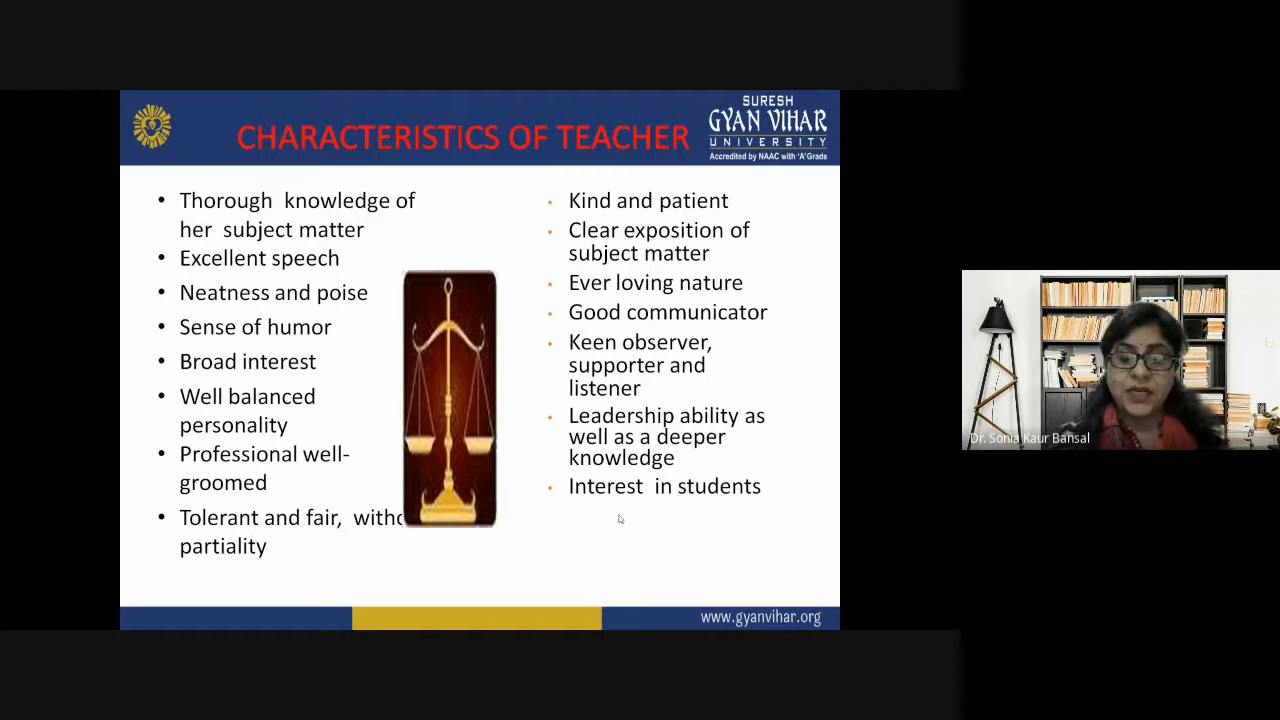 CHARACTERISTICS OF TEACHER
SURESH
GYAN VIHAR
UNIVERSITY
Accredited by NAAC with 'A' Grade
Thorough knowledge of
her subject matter
Excellent speech
Neatness and poise
Sense of humor
Broad interest
Well balanced
personality
Professional well-
groomed
Tolerant and fair,
partiality
Kind and patient
Clear exposition of
subject matter
Ever loving nature
Good communicator
Keen observer,
supporter and
listener
Leadership ability as
well as a deeper
knowledge
Interest in students
www.gyanvihar.org
Dr. Sonia Kaur Bansal